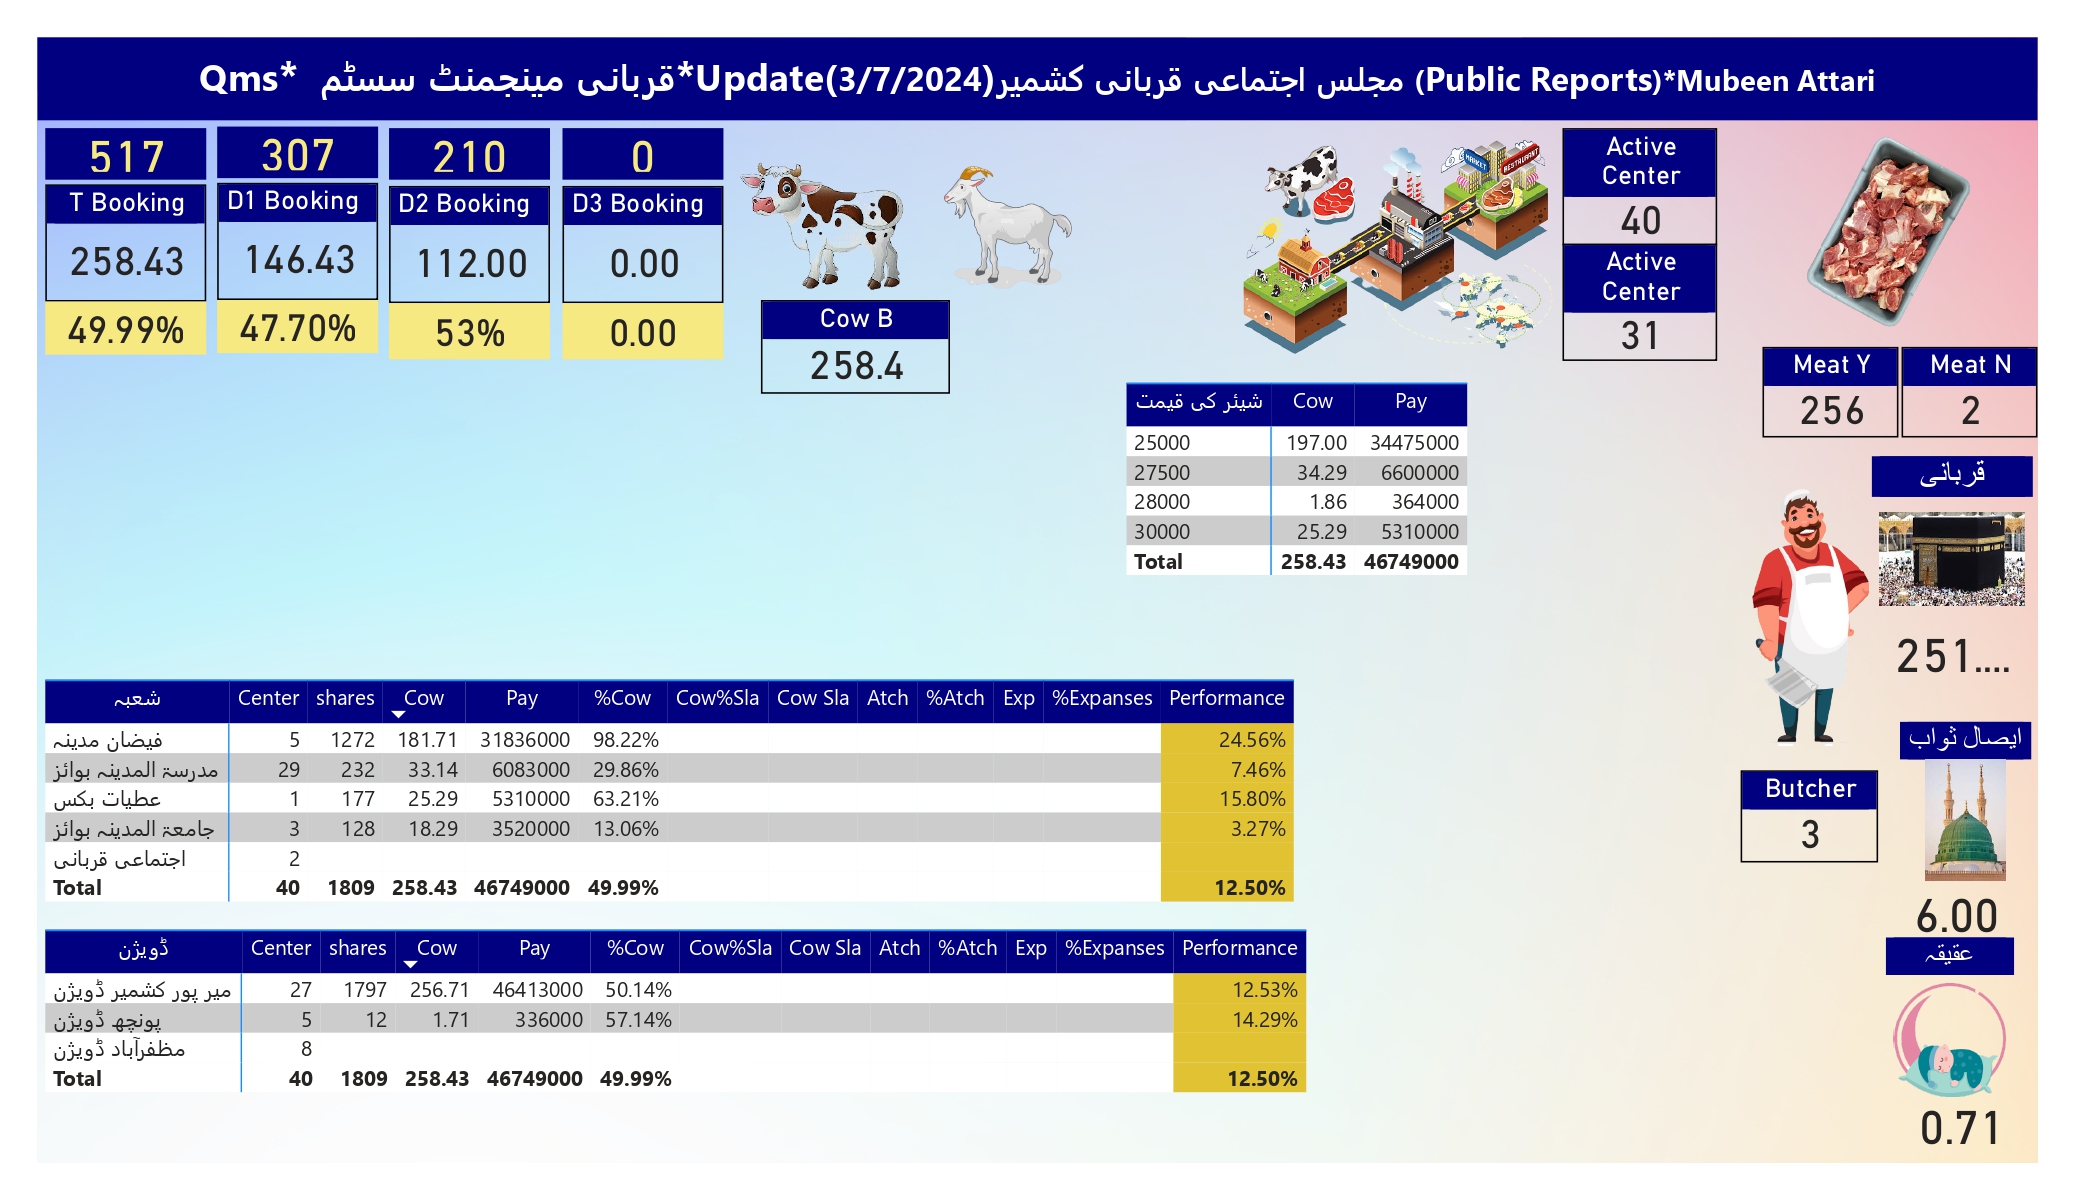 Qms* قربانی مینجمنٹ سسٹم*Update(3/7/2024)مجلس اجتماعی قربانی کشمیر (Public Reports)*Mubeen Attari
517 307 210 0
T Booking D1 Booking D2 Booking D3 Booking
258.43 146.43 112.00 0.00
49.99% 47.70% 53% 0.00
Cow B
258.4
MARKET
RESTAURANT
Active Center
40
Active Center
31
Meat Y Meat N
256 2
شیئر کی قیمت Cow Pay
25000 197.00 34475000
27500 34.29 6600000
28000 1.86 364000
30000 25.29 5310000
Total 258.43 46749000
قربانی
251....
ایصال ثواب
6.00
Butcher
3
عقیقہ
0.71
شعبہ Center shares Cow Pay %Cow Cow%Sla Cow Sla Atch %Atch Exp %Expanses Performance
فیضان مدینہ 5 1272 181.71 31836000 98.22% 24.56%
مدرسۃ المدینہ بوائز 29 232 33.14 6083000 29.86% 7.46%
عطیات بکس 1 177 25.29 5310000 63.21% 15.80%
جامعۃ المدینہ بوائز 3 128 18.29 3520000 13.06% 3.27%
اجتماعی قربانی 2
Total 40 1809 258.43 46749000 49.99% 12.50%
ڈویژن Center shares Cow Pay %Cow Cow%Sla Cow Sla Atch %Atch Exp %Expanses Performance
میر پور کشمیر ڈویژن 27 1797 256.71 46413000 50.14% 12.53%
پونچھ ڈویژن 5 12 1.71 336000 57.14% 14.29%
مظفرآباد ڈویژن 8
Total 40 1809 258.43 46749000 49.99% 12.50%